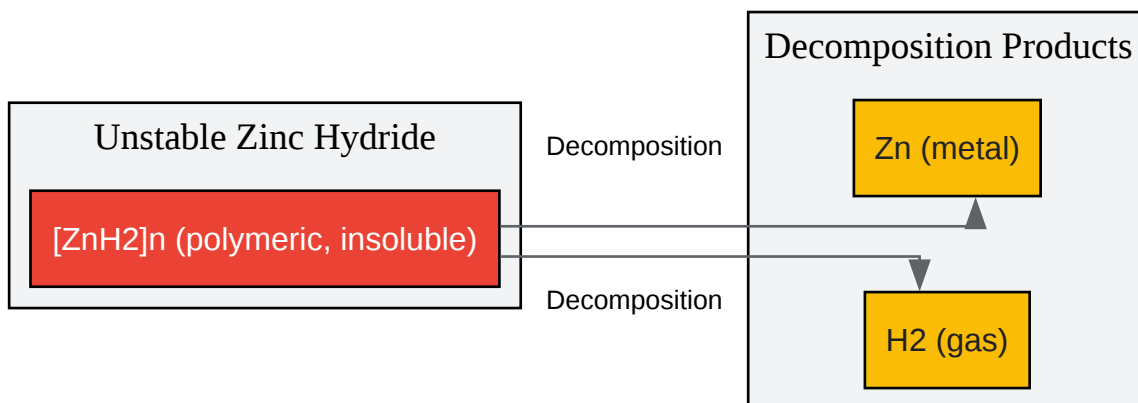 Unstable Zinc Hydride
[ZnH2]n (polymeric, insoluble)
Decomposition
Decomposition
Decomposition Products
Zn (metal)
H2 (gas)